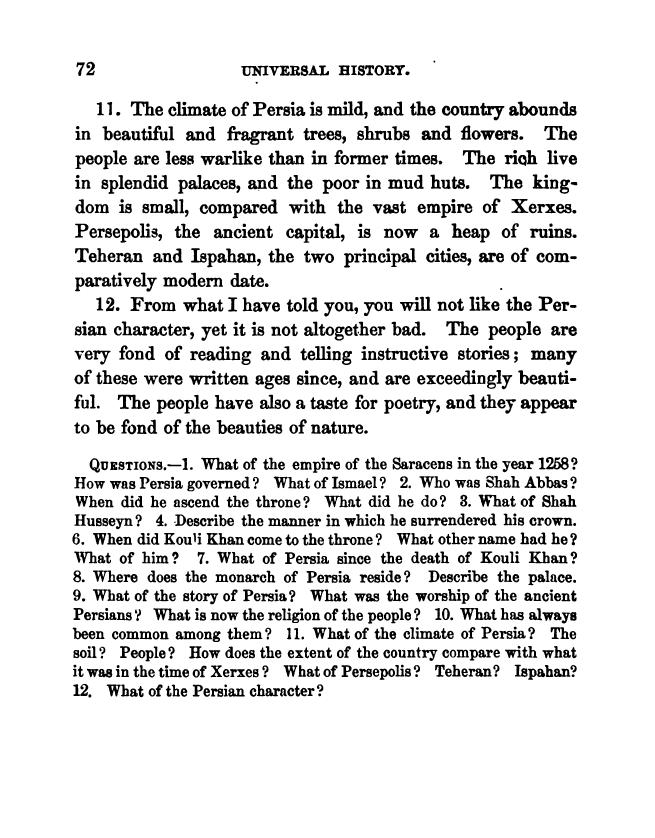 72 UNIVERSAL HISTORY.
11. The climate of Persia is mild, and the country abounds
in beautiful and fragrant trees, shrubs and flowers. The
people are less warlike than in former times. The rich live
in splendid palaces, and the poor in mud huts. The king-
dom is small, compared with the vast empire of Xerxes.
Persepolis, the ancient capital, is now a heap of ruins.
Teheran and Ispahan, the two principal cities, are of com-
paratively modern date.
12. From what I have told you, you will not like the Per-
sian character, yet it is not altogether bad. The people are
very fond of reading and telling instructive stories; many
of these were written ages since, and are exceedingly beauti-
ful. The people have also a taste for poetry, and they appear
to be fond of the beauties of nature.
QUESTIONS.—1. What of the empire of the Saracens in the year 1258?
How was Persia governed? What of Ismael? 2. Who was Shah Abbas?
When did he ascend the throne? What did he do? 3. What of Shah
Husseyn? 4. Describe the manner in which he surrendered his crown.
6. When did Kouli Khan come to the throne? What other name had he?
What of him? 7. What of Persia since the death of Kouli Khan?
8. Where does the monarch of Persia reside? Describe the palace.
9. What of the story of Persia? What was the worship of the ancient
Persians? What is now the religion of the people? 10. What has always
been common among them? 11. What of the climate of Persia? The
soil? People? How does the extent of the country compare with what
it was in the time of Xerxes? What of Persepolis? Teheran? Ispahan?
12. What of the Persian character?